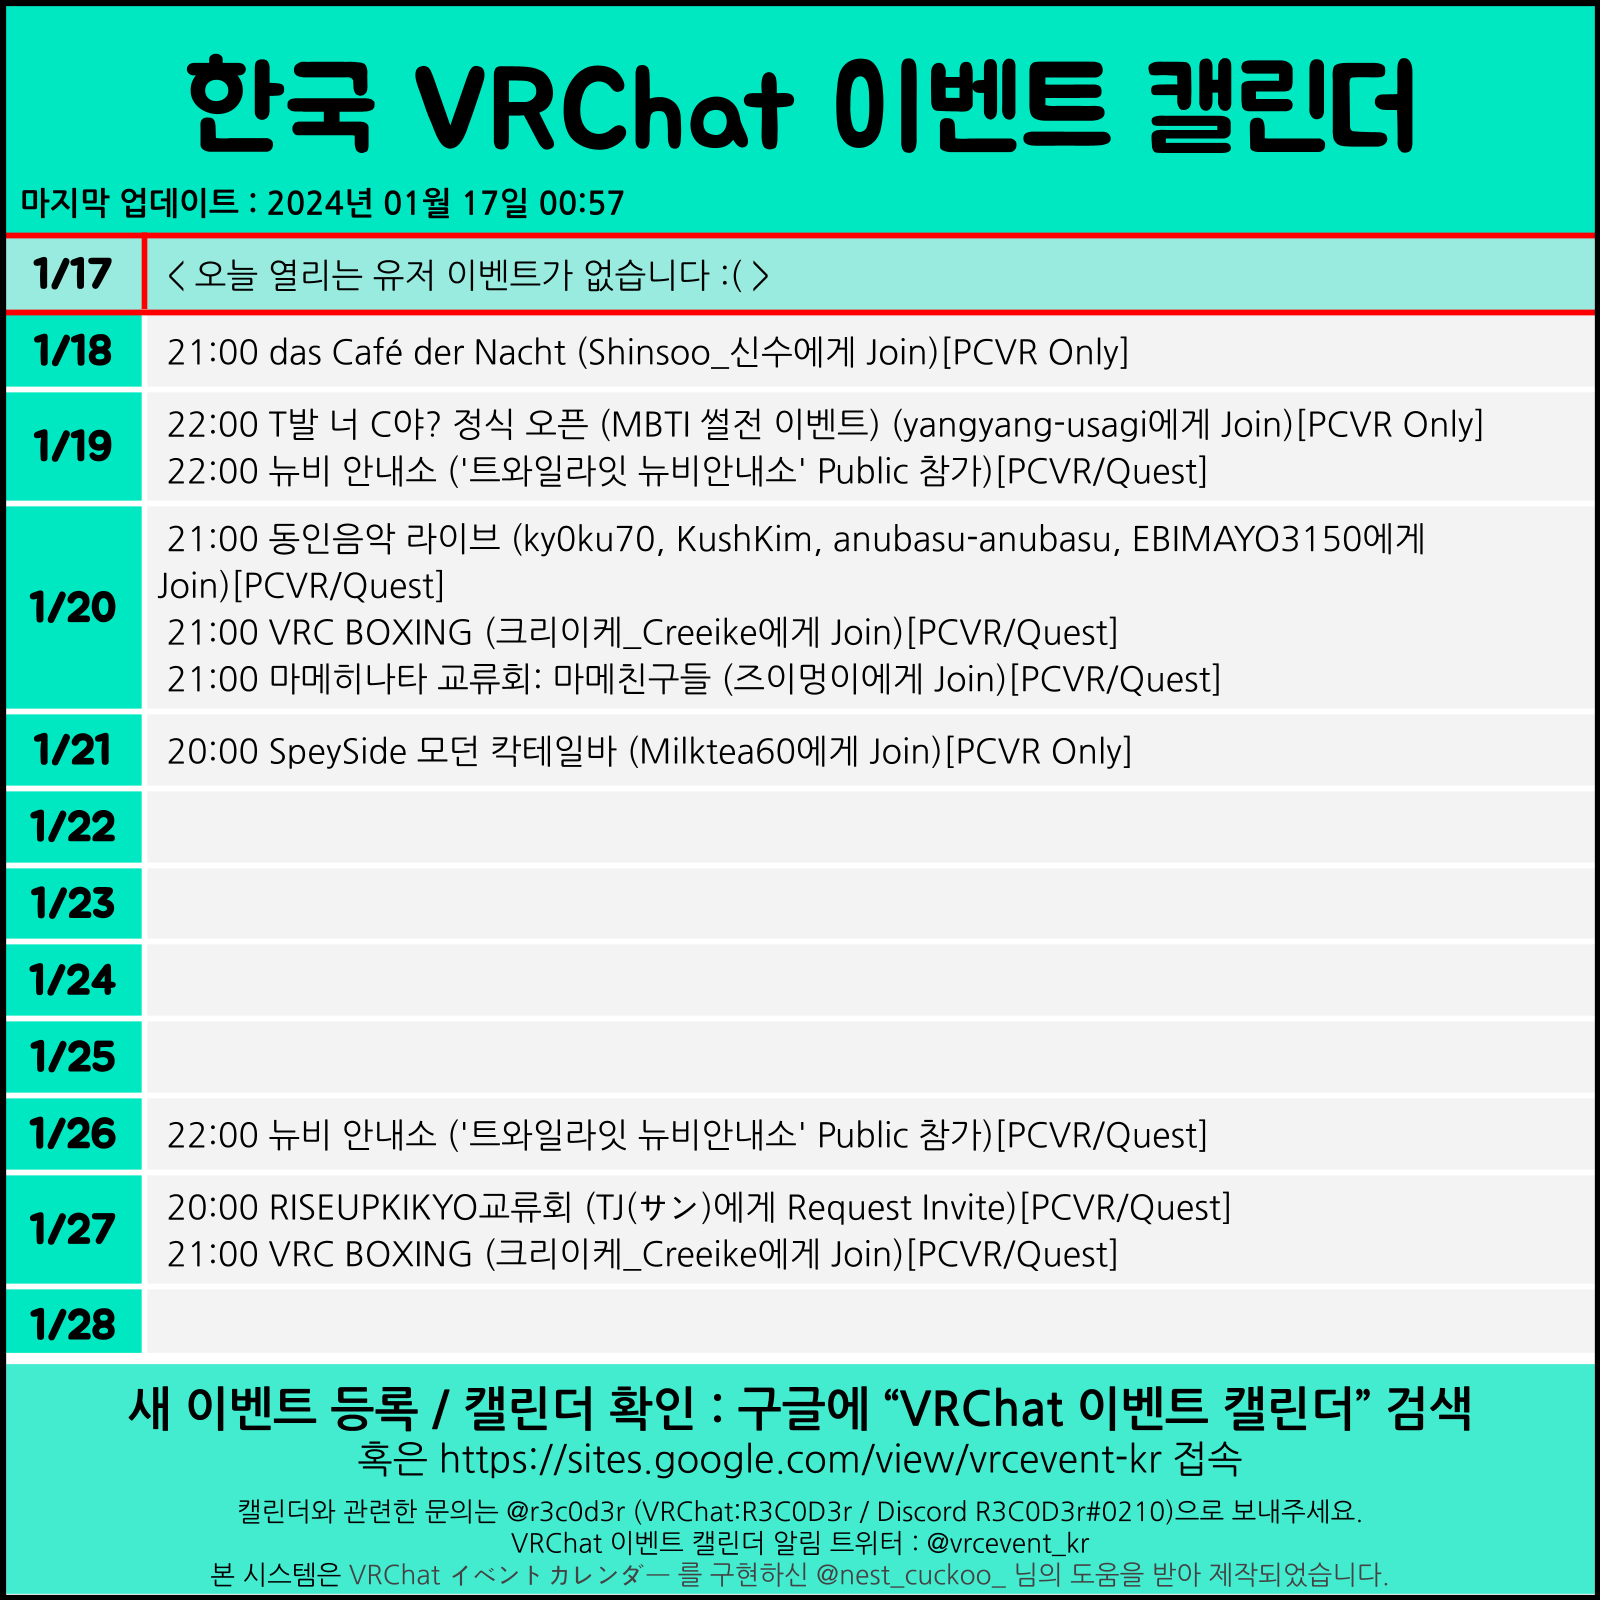 한국 VRChat 이벤트 캘린더
마지막 업데이트 : 2024년 01월 17일 00:57
1/17
< 오늘 열리는 유저 이벤트가 없습니다 :( >
1/18
21:00 das Café der Nacht (Shinsoo_신수에게 Join)[PCVR Only]
1/19
22:00 T발 너 C야? 정식 오픈 (MBTI 썰전 이벤트) (yangyang-usagi에게 Join)[PCVR Only]
22:00 뉴비 안내소 ('트와일라잇 뉴비안내소' Public 참가)[PCVR/Quest]
1/20
21:00 동인음악 라이브 (ky0ku70, KushKim, anubasu-anubasu, EBIMAYO3150에게
Join)[PCVR/Quest]
21:00 VRC BOXING (크리이케_Creeike에게 Join)[PCVR/Quest]
21:00 마메히나타 교류회: 마메친구들 (즈이멍이에게 Join)[PCVR/Quest]
1/21
20:00 SpeySide 모던 칵테일바 (Milktea60에게 Join)[PCVR Only]
1/22
1/23
1/24
1/25
1/26
22:00 뉴비 안내소 ('트와일라잇 뉴비안내소' Public 참가)[PCVR/Quest]
1/27
20:00 RISEUPKIKYO교류회 (TJ(サン)에게 Request Invite)[PCVR/Quest]
21:00 VRC BOXING (크리이케_Creeike에게 Join)[PCVR/Quest]
1/28
새 이벤트 등록 / 캘린더 확인 : 구글에 “VRChat 이벤트 캘린더” 검색
혹은 https://sites.google.com/view/vrcevent-kr 접속
캘린더와 관련한 문의는 @r3c0d3r (VRChat:R3C0D3r / Discord R3C0D3r#0210)으로 보내주세요.
VRChat 이벤트 캘린더 알림 트위터 : @vrcevent_kr
본 시스템은 VRChat イベントカレンダー 를 구현하신 @nest_cuckoo_ 님의 도움을 받아 제작되었습니다.